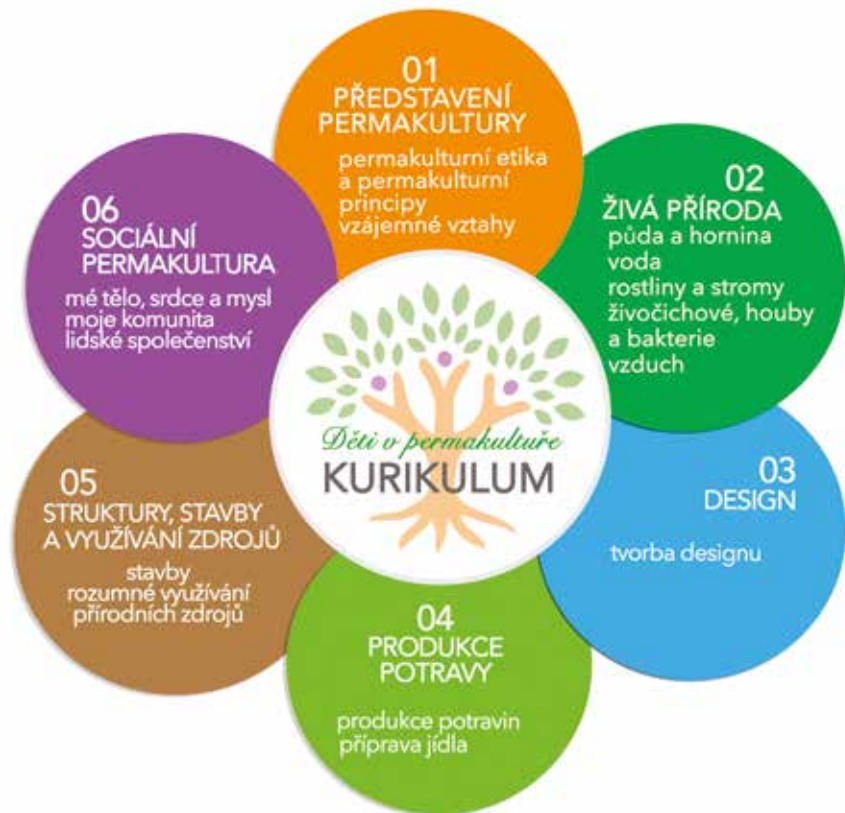 01
PŘEDSTAVENÍ
PERMAKULTURY
permakulturní etika
a permakulturní
principy
vzájemné vztahy
02
ŽIVÁ PŘÍRODA
půda a hornina
voda
rostliny a stromy
živočichové, houby
a bakterie
vzduch
03
DESIGN
tvorba designu
04
PRODUKCE
POTRAVY
produkce potravin
příprava jídla
05
STRUKTURY, STAVBY
A VYUŽÍVÁNÍ ZDROJŮ
stavby
rozumné využívání
přírodních zdrojů
06
SOCIÁLNÍ
PERMAKULTURA
mé tělo, srdce a mysl
moje komunita
lidské společenství
Děti v permakultuře
KURIKULUM